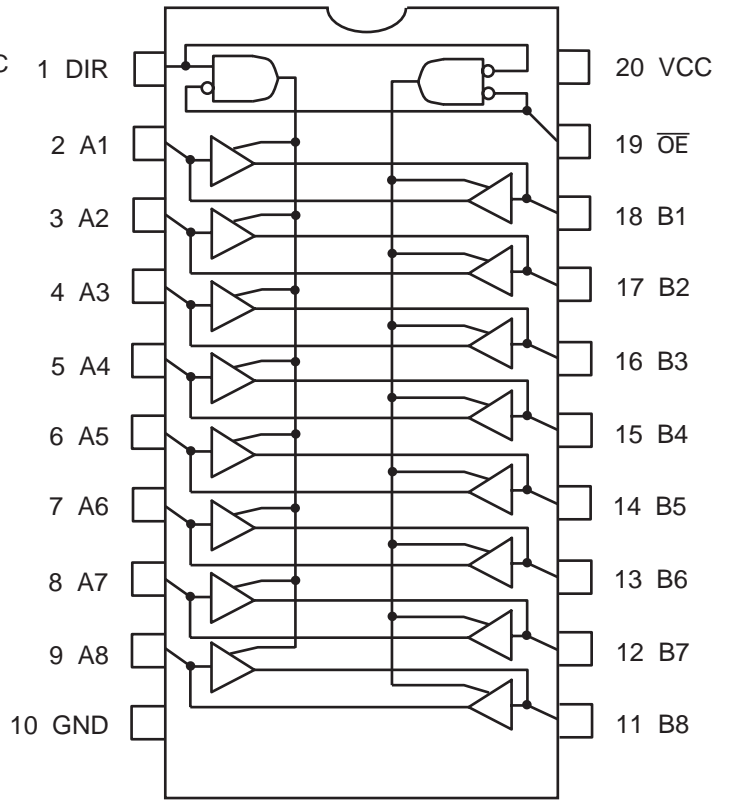 C
1 DIR
2 A1
3 A2
4 A3
5 A4
6 A5
7 A6
8 A7
9 A8
10 GND
20 VCC
19 O̅E̅
18 B1
17 B2
16 B3
15 B4
14 B5
13 B6
12 B7
11 B8